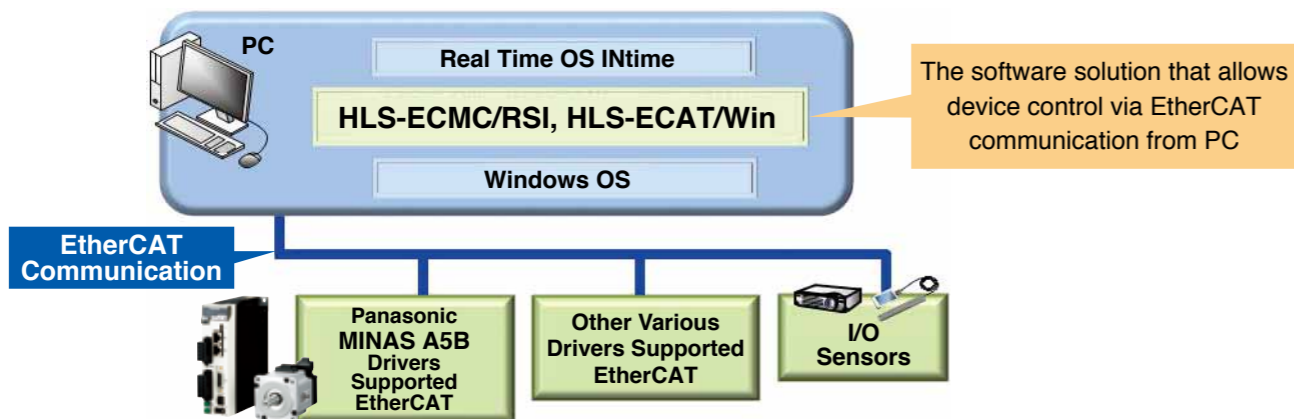 PC
Real Time OS INtime
HLS-ECMC/RSI, HLS-ECAT/Win
Windows OS
The software solution that allows
device control via EtherCAT
communication from PC
EtherCAT
Communication
Panasonic
MINAS A5B
Drivers
Supported
EtherCAT
Other Various
Drivers Supported
EtherCAT
I/O
Sensors